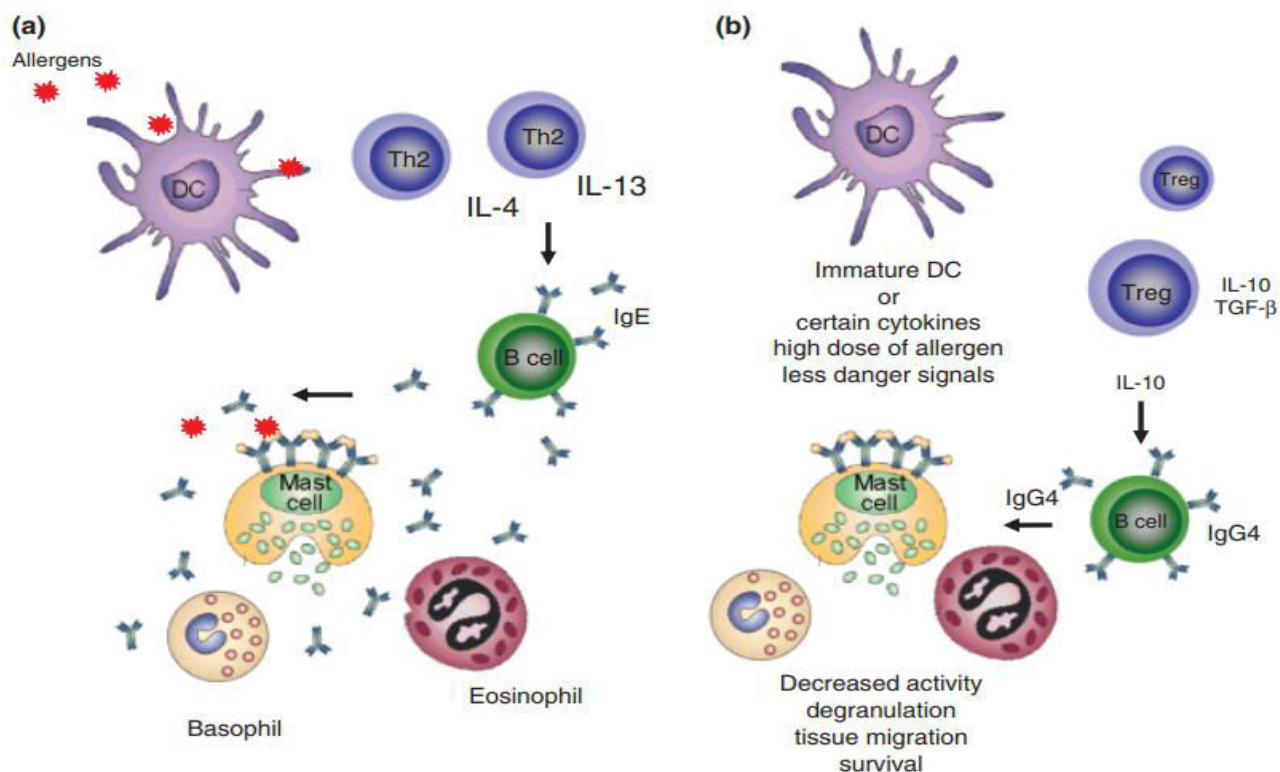 (a)
Allergens
DC
Th2
Th2
IL-4
IL-13
IgE
B cell
Mast
cell
Eosinophil
Basophil
(b)
DC
Treg
Immature DC
or
certain cytokines
high dose of allergen
less danger signals
Treg
IL-10
TGF-β
IL-10
Mast
cell
IgG4
B cell
IgG4
Decreased activity
degranulation
tissue migration
survival